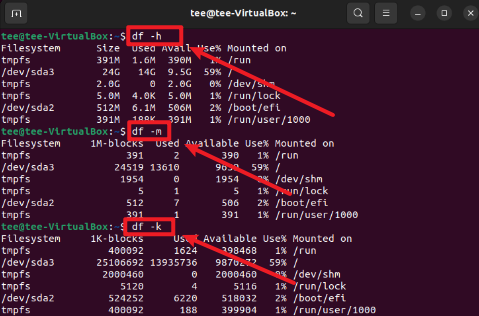 tee@tee-VirtualBox: ~
tee@tee-VirtualBox:~$ df -h
Filesystem Size Used Avail Use% Mounted on
tmpfs 391M 1.6M 390M 1% /run
/dev/sda3 24G 14G 9.5G 59% /
tmpfs 2.0G 0 2.0G 0% /dev/shm
tmpfs 5.0M 4.0K 5.0M 1% /run/lock
/dev/sda2 512M 6.1M 506M 2% /boot/efi
tmpfs 391M 188K 391M 1% /run/user/1000
tee@tee-VirtualBox:~$ df -m
Filesystem 1M-blocks Used Available Use% Mounted on
tmpfs 391 2 390 1% /run
/dev/sda3 24519 13610 59% /
tmpfs 1954 0 1954 /dev/shm
tmpfs 5 1 5 1% /run/lock
/dev/sda2 512 7 506 2% /boot/efi
tmpfs 391 1 391 1% /run/user/1000
tee@tee-VirtualBox:~$ df -k
Filesystem 1K-blocks Used Available Use% Mounted on
tmpfs 400092 1624 398468 1% /run
/dev/sda3 25106692 13935736 9870272 59% /
tmpfs 2000460 0 2000460 /dev/shm
tmpfs 5120 4 5116 1% /run/lock
/dev/sda2 524252 6220 518032 2% /boot/efi
tmpfs 400092 188 399904 1% /run/user/1000